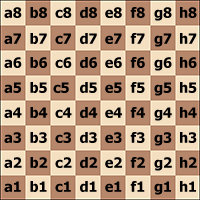 a8 b8 c8 d8 e8 f8 g8 h8
a7 b7 c7 d7 e7 f7 g7 h7
a6 b6 c6 d6 e6 f6 g6 h6
a5 b5 c5 d5 e5 f5 g5 h5
a4 b4 c4 d4 e4 f4 g4 h4
a3 b3 c3 d3 e3 f3 g3 h3
a2 b2 c2 d2 e2 f2 g2 h2
a1 b1 c1 d1 e1 f1 g1 h1